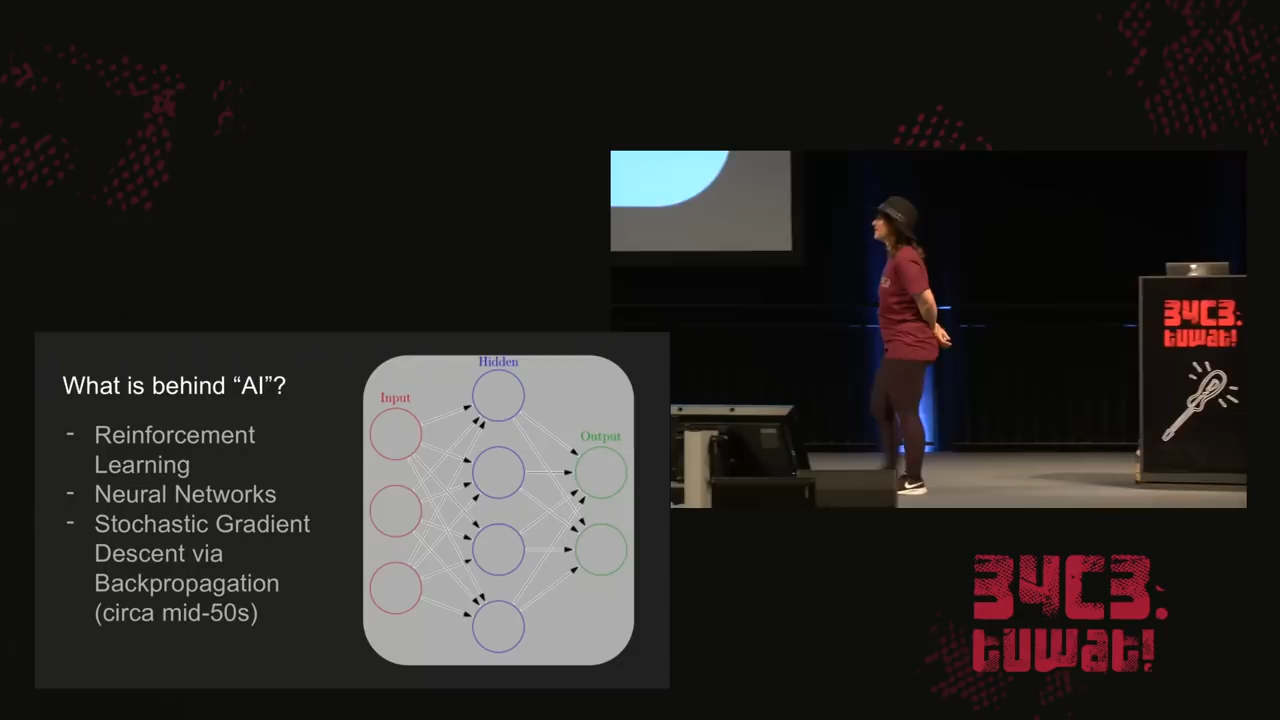 What is behind “AI”?
- Reinforcement
Learning
- Neural Networks
- Stochastic Gradient
Descent via
Backpropagation
(circa mid-50s)
Hidden
Input
Output
34C3.
tuwat!
34C3.
tuwat!